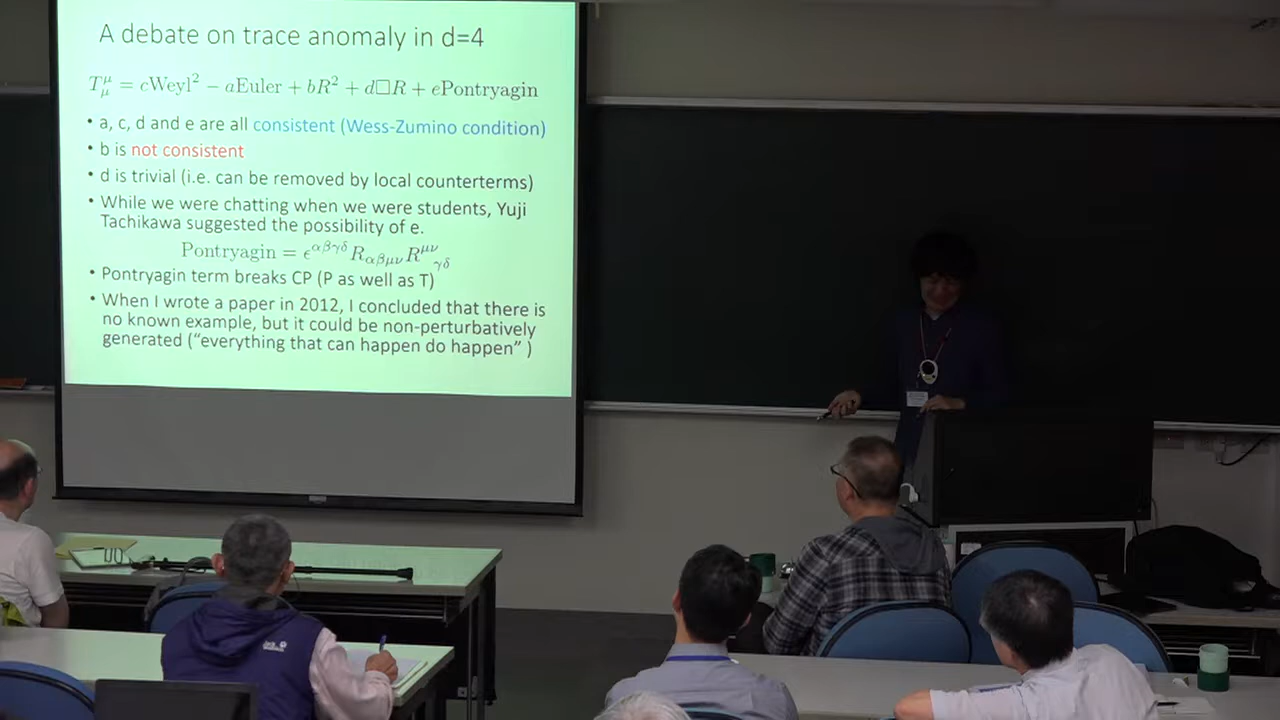 A debate on trace anomaly in d=4
T^μ_μ = cWeyl² − aEuler + bR² + d□R + ePontryagin
• a, c, d and e are all consistent (Wess-Zumino condition)
• b is not consistent
• d is trivial (i.e. can be removed by local counterterms)
• While we were chatting when we were students, Yuji
Tachikawa suggested the possibility of e.
Pontryagin = ϵ^{αβγδ} R_{αβμν} R^{μν}_{γδ}
• Pontryagin term breaks CP (P as well as T)
• When I wrote a paper in 2012, I concluded that there is
no known example, but it could be non-perturbatively
generated ("everything that can happen do happen" )